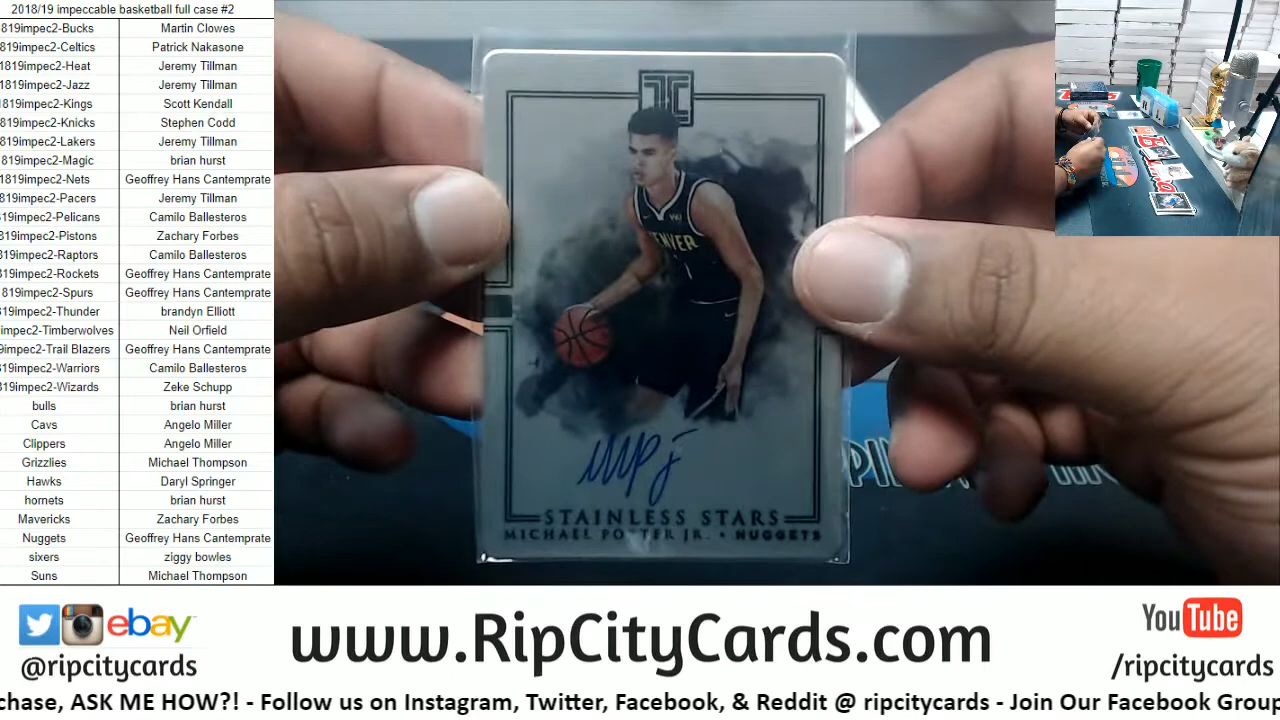 2018/19 impeccable basketball full case #2
819impec2-Bucks Martin Clowes
819impec2-Celtics Patrick Nakasone
1819impec2-Heat Jeremy Tillman
819impec2-Jazz Jeremy Tillman
1819impec2-Kings Scott Kendall
819impec2-Knicks Stephen Codd
819impec2-Lakers Jeremy Tillman
819impec2-Magic brian hurst
1819impec2-Nets Geoffrey Hans Cantemprate
819impec2-Pacers Jeremy Tillman
819impec2-Pelicans Camilo Ballesteros
819impec2-Pistons Zachary Forbes
819impec2-Raptors Camilo Ballesteros
819impec2-Rockets Geoffrey Hans Cantemprate
819impec2-Spurs Geoffrey Hans Cantemprate
819impec2-Thunder brandyn Elliott
impec2-Timberwolves Neil Orfield
9impec2-Trail Blazers Geoffrey Hans Cantemprate
819impec2-Warriors Camilo Ballesteros
819impec2-Wizards Zeke Schupp
bulls brian hurst
Cavs Angelo Miller
Clippers Angelo Miller
Grizzlies Michael Thompson
Hawks Daryl Springer
hornets brian hurst
Mavericks Zachary Forbes
Nuggets Geoffrey Hans Cantemprate
sixers ziggy bowles
Suns Michael Thompson
DENVER
1
MPJ
STAINLESS STARS
MICHAEL PORTER JR. • NUGGETS
ebay
@ripcitycards
www.RipCityCards.com
YouTube
/ripcitycards
chase, ASK ME HOW?! - Follow us on Instagram, Twitter, Facebook, & Reddit @ ripcitycards - Join Our Facebook Group